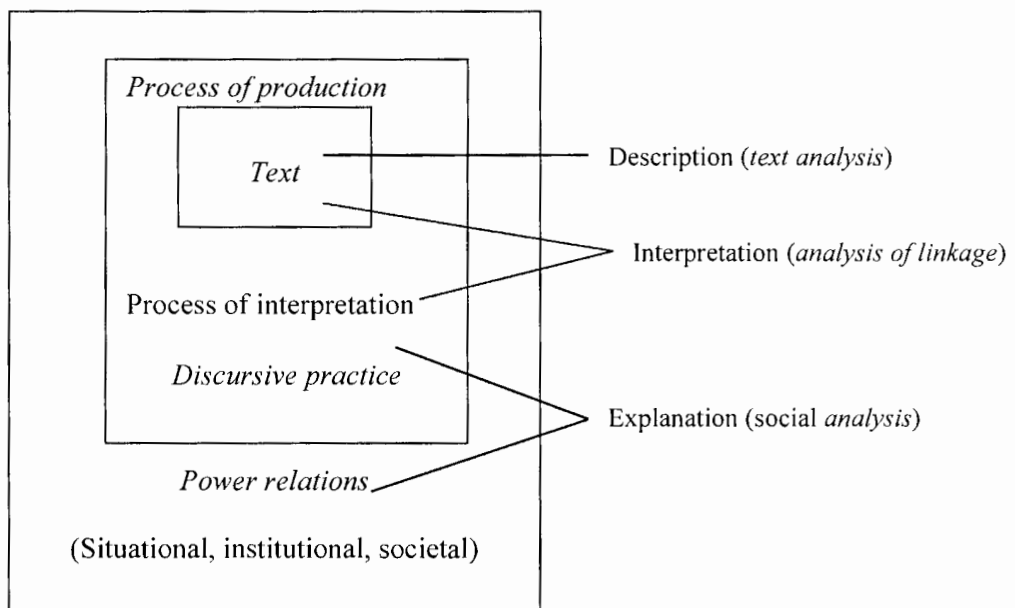 Process of production
Text
Description (text analysis)
Interpretation (analysis of linkage)
Process of interpretation
Discursive practice
Explanation (social analysis)
Power relations
(Situational, institutional, societal)